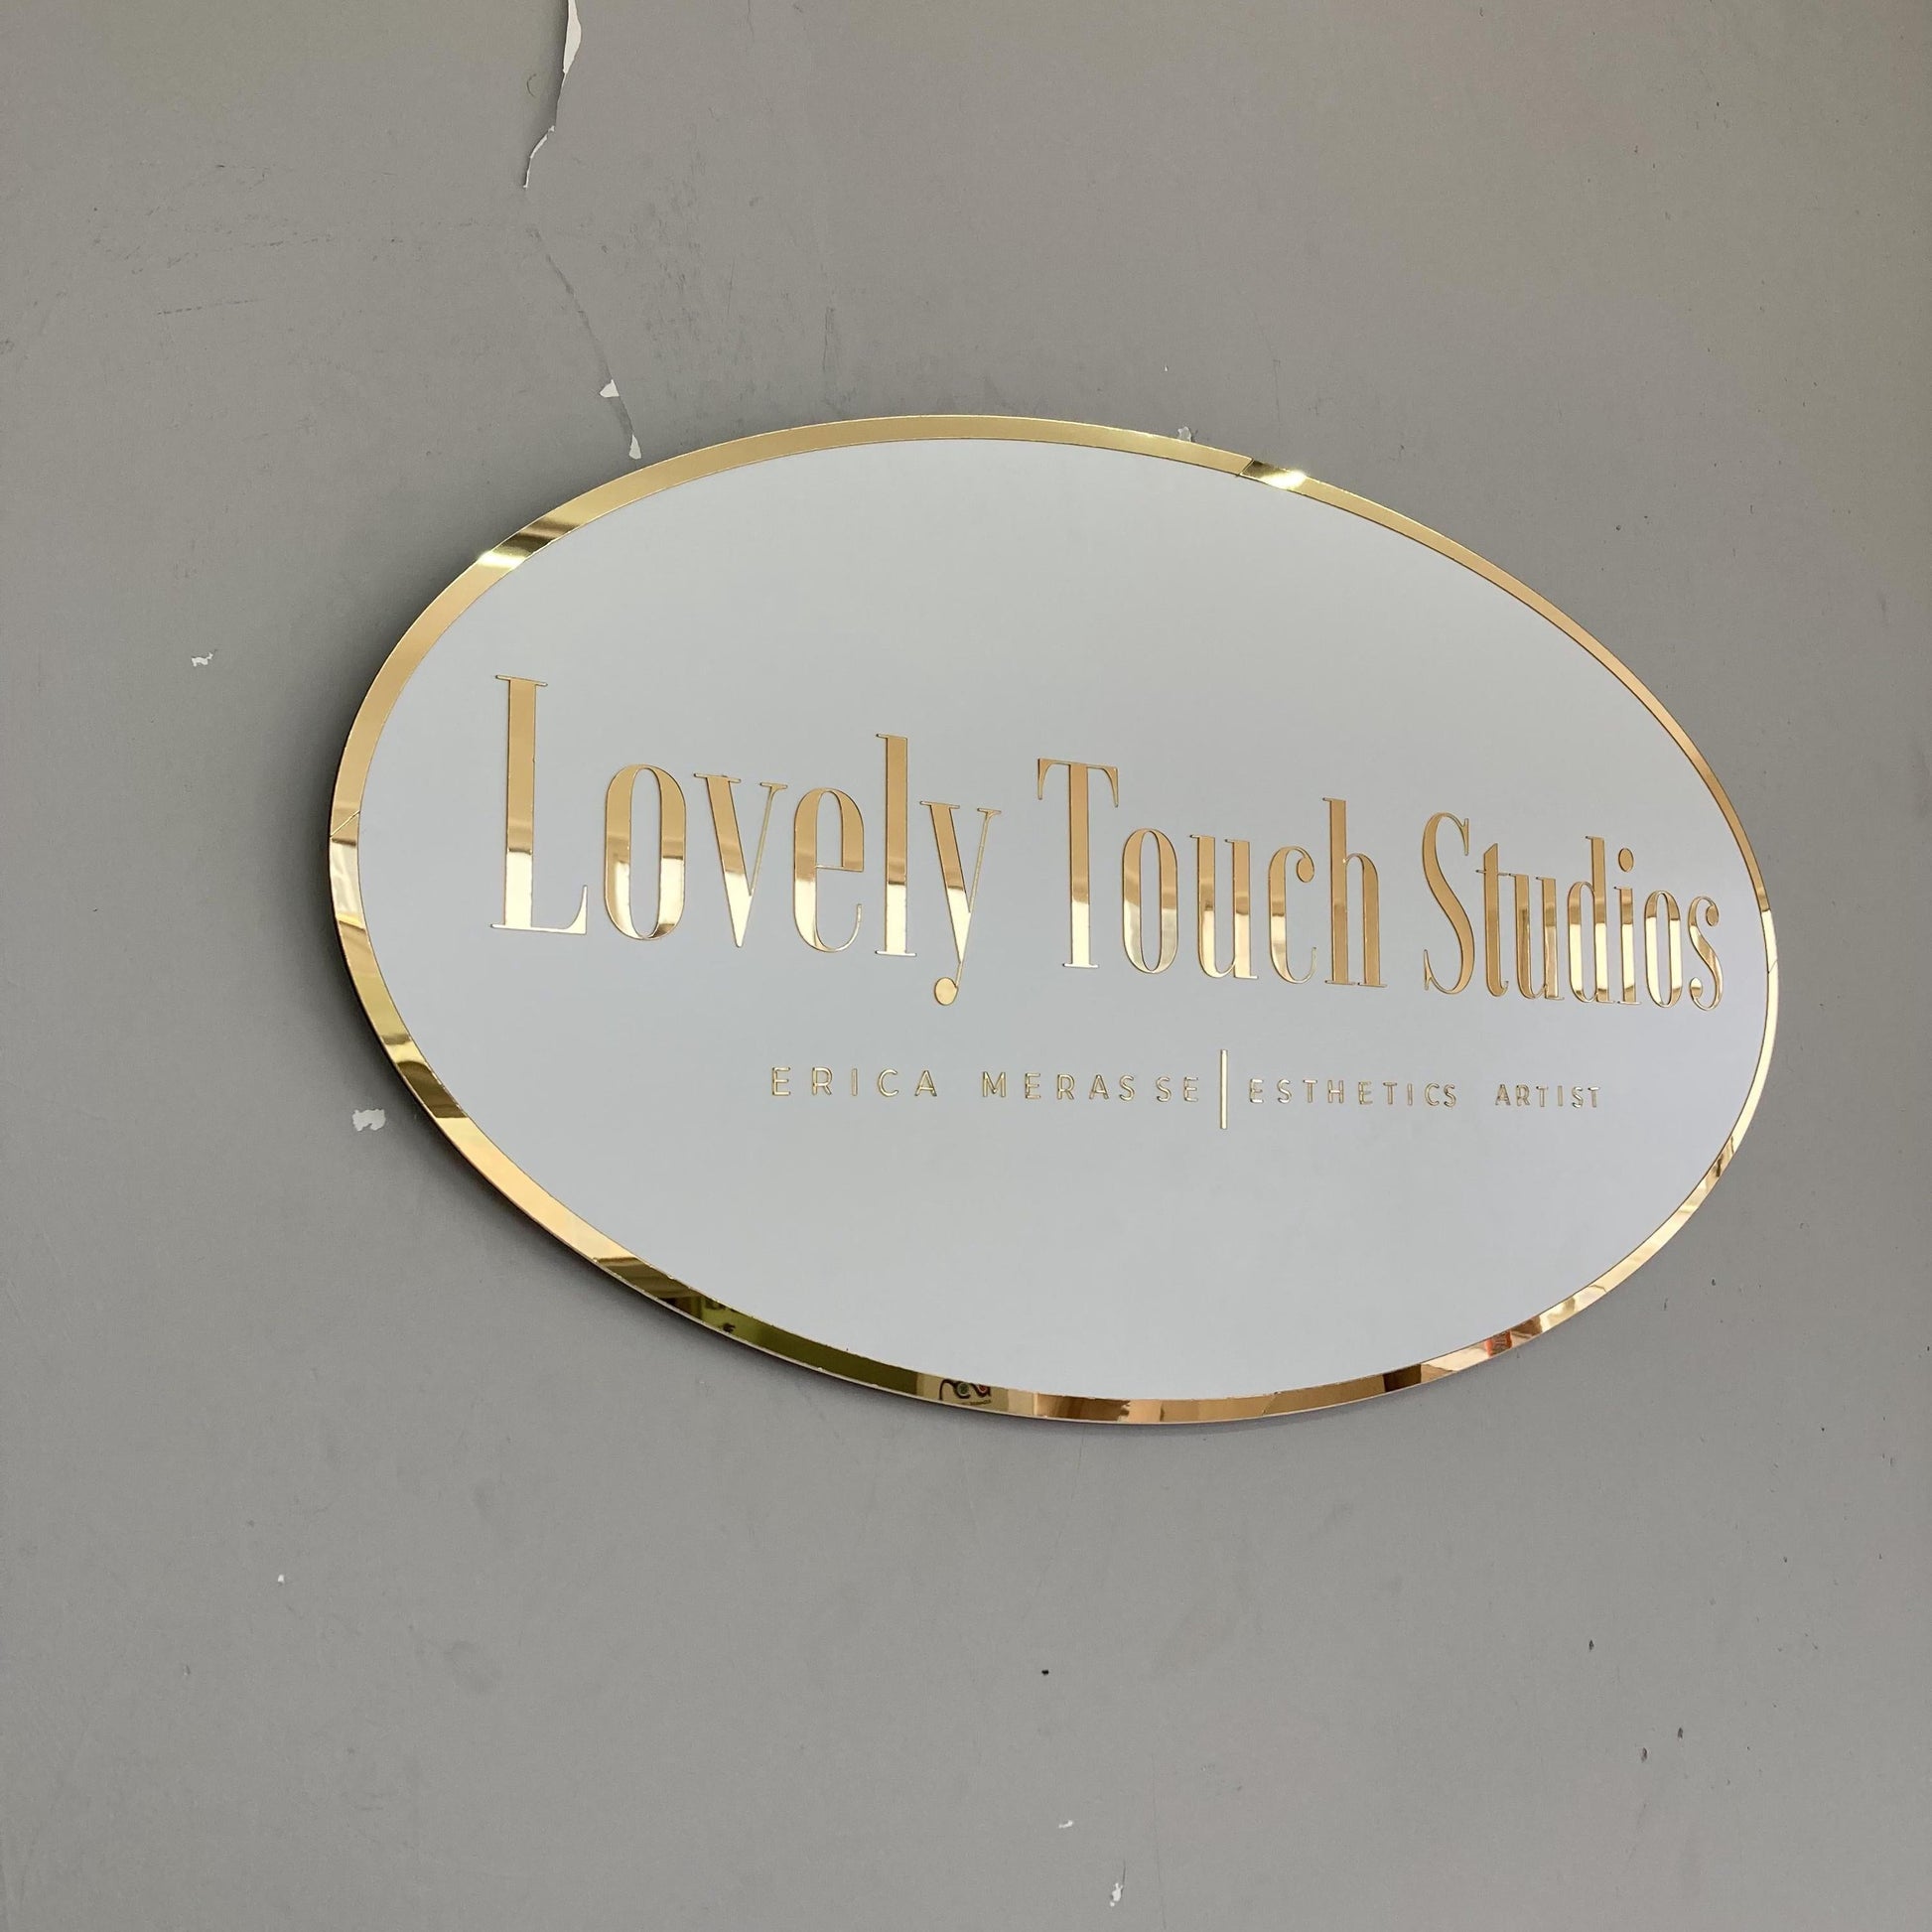 Lovely Touch Studios
ERICA MERASSE | ESTHETICS ARTIST